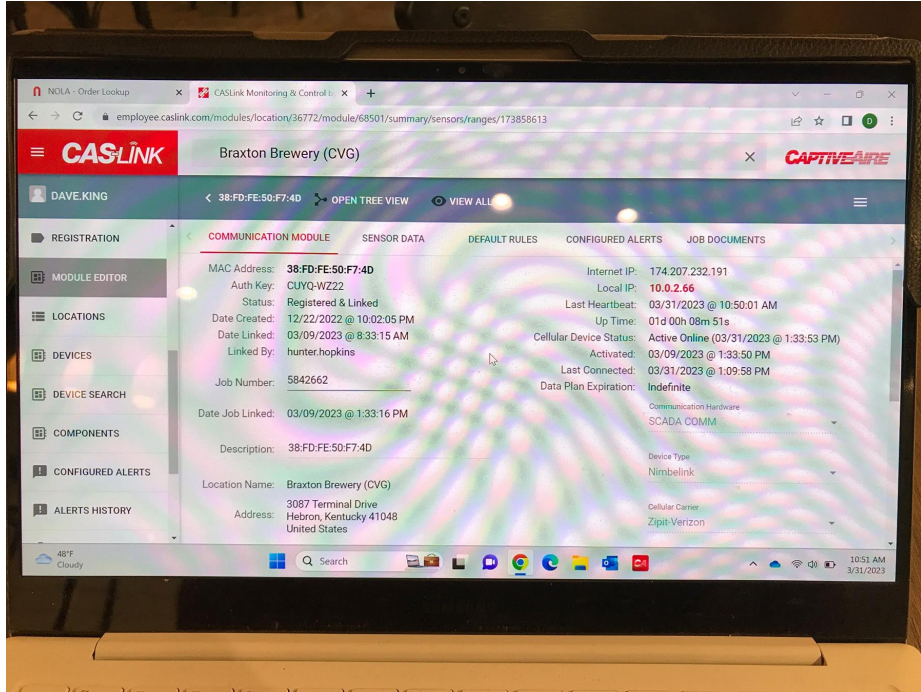 NOLA - Order Lookup
CASLink Monitoring & Control b
employee.caslink.com/modules/location/36772/module/68501/summary/sensors/ranges/173858613
D
CASLINK
Braxton Brewery (CVG)
CAPTIVEAIRE
DAVE.KING
38:FD:FE:50:F7:4D
OPEN TREE VIEW
VIEW ALL
REGISTRATION
MODULE EDITOR
LOCATIONS
DEVICES
DEVICE SEARCH
COMPONENTS
CONFIGURED ALERTS
ALERTS HISTORY
COMMUNICATION MODULE
SENSOR DATA
DEFAULT RULES
CONFIGURED ALERTS
JOB DOCUMENTS
MAC Address: 38:FD:FE:50:F7:4D
Auth Key: CUYQ-WZ22
Status: Registered & Linked
Date Created: 12/22/2022 @ 10:02:05 PM
Date Linked: 03/09/2023 @ 8:33:15 AM
Linked By: hunter.hopkins
Job Number: 5842662
Date Job Linked: 03/09/2023 @ 1:33:16 PM
Description: 38:FD:FE:50:F7:4D
Location Name: Braxton Brewery (CVG)
Address: 3087 Terminal Drive
Hebron, Kentucky 41048
United States
Internet IP: 174.207.232.191
Local IP: 10.0.2.66
Last Heartbeat: 03/31/2023 @ 10:50:01 AM
Up Time: 01d 00h 08m 51s
Cellular Device Status: Active Online (03/31/2023 @ 1:33:53 PM)
Activated: 03/09/2023 @ 1:33:50 PM
Last Connected: 03/31/2023 @ 1:09:58 PM
Data Plan Expiration: Indefinite
Communication Hardware
SCADA COMM
Device Type
Nimbelink
Cellular Carrier
Zipit-Verizon
48°F
Cloudy
Search
CA
10:51 AM
3/31/2023